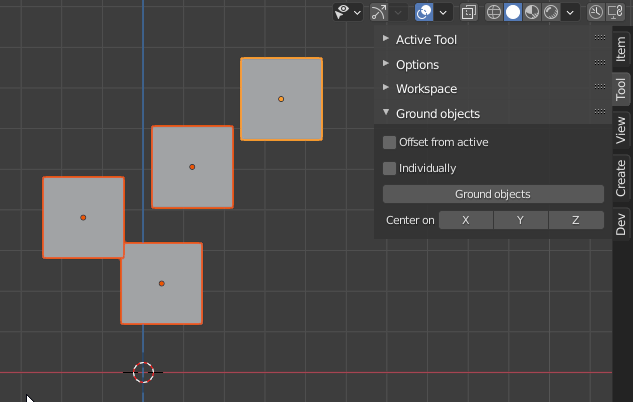 Active Tool
Options
Workspace
Ground objects
Offset from active
Individually
Ground objects
Center on X Y Z
Item
Tool
View
Create
Dev